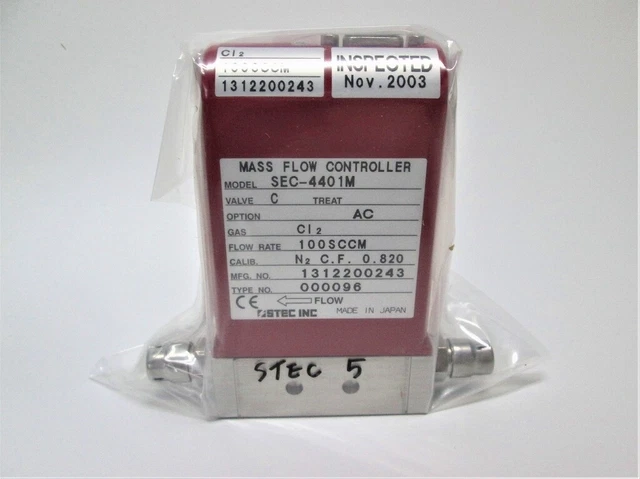 Cl₂
100SCCM
1312200243
INSPECTED
Nov.2003
MASS FLOW CONTROLLER
MODEL SEC-4401M
VALVE C TREAT
OPTION AC
GAS Cl₂
FLOW RATE 100SCCM
CALIB. N₂ C.F. 0.820
MFG. NO. 1312200243
TYPE NO. 000096
CE ⇐ FLOW
STEC INC MADE IN JAPAN
STEC 5